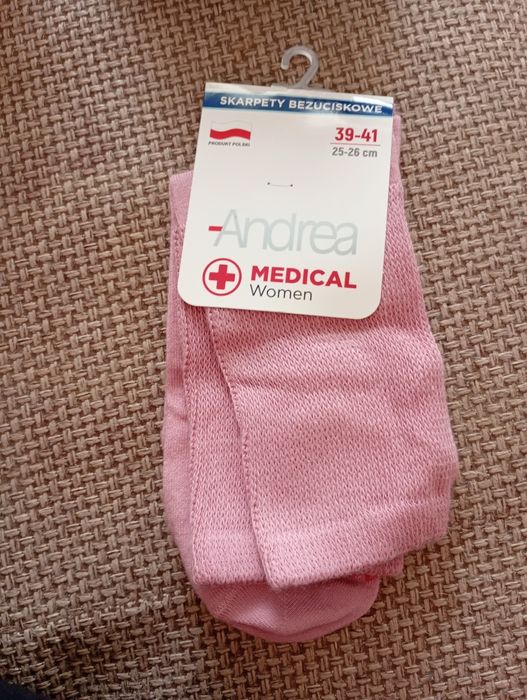 SKARPETY BEZUCISKOWE
PRODUKT POLSKI
39-41
25-26 cm
Andrea
MEDICAL
Women